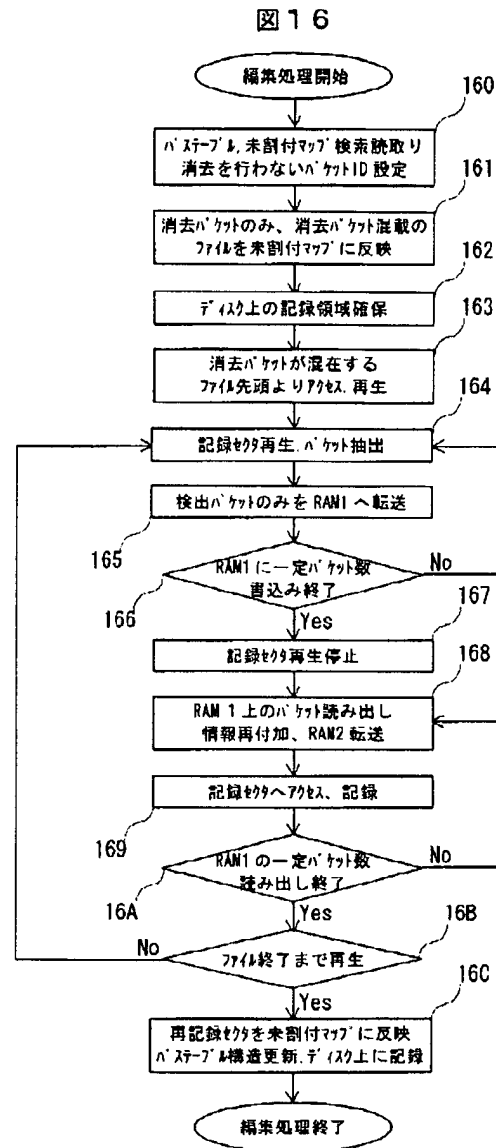 図16
編集処理開始
160
パステーブル,未割付マップ検索読取り
消去を行わないパケットID設定
161
消去パケットのみ、消去パケット混載の
ファイルを未割付マップに反映
162
ディスク上の記録領域確保
163
消去パケットが混在する
ファイル先頭よりアクセス,再生
164
記録セクタ再生,パケット抽出
検出パケットのみをRAM1へ転送
165
RAM1に一定パケット数
書込み終了
No
166
Yes
167
記録セクタ再生停止
168
RAM1上のパケット読み出し
情報再付加、RAM2転送
記録セクタへアクセス、記録
169
RAM1の一定パケット数
読み出し終了
No
16A
Yes
16B
No
ファイル終了まで再生
Yes
16C
再記録セクタを未割付マップに反映
パステーブル構造更新,ディスク上に記録
編集処理終了